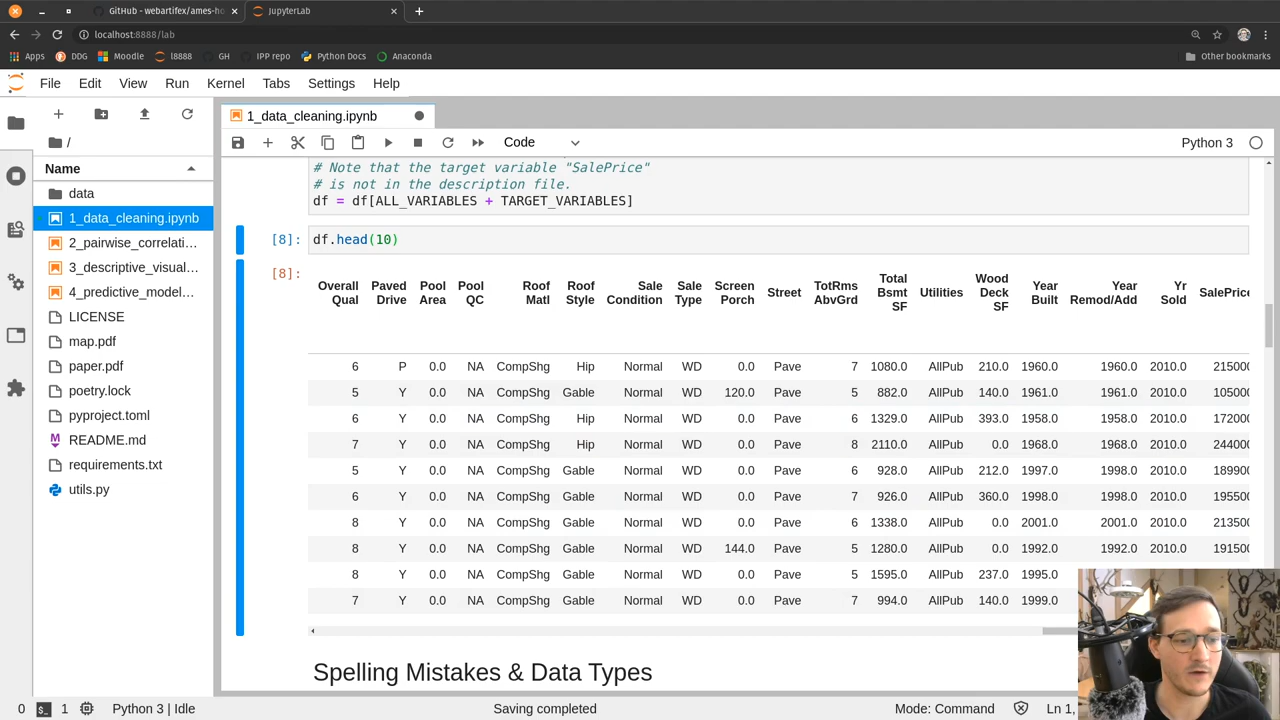 GitHub - webartifex/ames-ho
JupyterLab
localhost:8888/lab
Apps DDG Moodle l8888 GH IPP repo Python Docs Anaconda Other bookmarks
File Edit View Run Kernel Tabs Settings Help
1_data_cleaning.ipynb
/
Code
Python 3
Name
data
1_data_cleaning.ipynb
2_pairwise_correlati…
3_descriptive_visual…
4_predictive_model…
LICENSE
map.pdf
paper.pdf
poetry.lock
pyproject.toml
README.md
requirements.txt
utils.py
# Note that the target variable "SalePrice"
# is not in the description file.
df = df[ALL_VARIABLES + TARGET_VARIABLES]
[8]: df.head(10)
[8]:
Overall Qual Paved Drive Pool Area Pool QC Roof Matl Roof Style Sale Condition Sale Type Screen Porch Street TotRms AbvGrd Total Bsmt SF Utilities Wood Deck SF Year Built Year Remod/Add Yr Sold SalePrice
6 P 0.0 NA CompShg Hip Normal WD 0.0 Pave 7 1080.0 AllPub 210.0 1960.0 1960.0 2010.0 215000
5 Y 0.0 NA CompShg Gable Normal WD 120.0 Pave 5 882.0 AllPub 140.0 1961.0 1961.0 2010.0 105000
6 Y 0.0 NA CompShg Hip Normal WD 0.0 Pave 6 1329.0 AllPub 393.0 1958.0 1958.0 2010.0 172000
7 Y 0.0 NA CompShg Hip Normal WD 0.0 Pave 8 2110.0 AllPub 0.0 1968.0 1968.0 2010.0 244000
5 Y 0.0 NA CompShg Gable Normal WD 0.0 Pave 6 928.0 AllPub 212.0 1997.0 1998.0 2010.0 189900
6 Y 0.0 NA CompShg Gable Normal WD 0.0 Pave 7 926.0 AllPub 360.0 1998.0 1998.0 2010.0 195500
8 Y 0.0 NA CompShg Gable Normal WD 0.0 Pave 6 1338.0 AllPub 0.0 2001.0 2001.0 2010.0 213500
8 Y 0.0 NA CompShg Gable Normal WD 144.0 Pave 5 1280.0 AllPub 0.0 1992.0 1992.0 2010.0 191500
8 Y 0.0 NA CompShg Gable Normal WD 0.0 Pave 5 1595.0 AllPub 237.0 1995.0
7 Y 0.0 NA CompShg Gable Normal WD 0.0 Pave 7 994.0 AllPub 140.0 1999.0
Spelling Mistakes & Data Types
0 1 Python 3 | Idle Saving completed Mode: Command Ln 1,